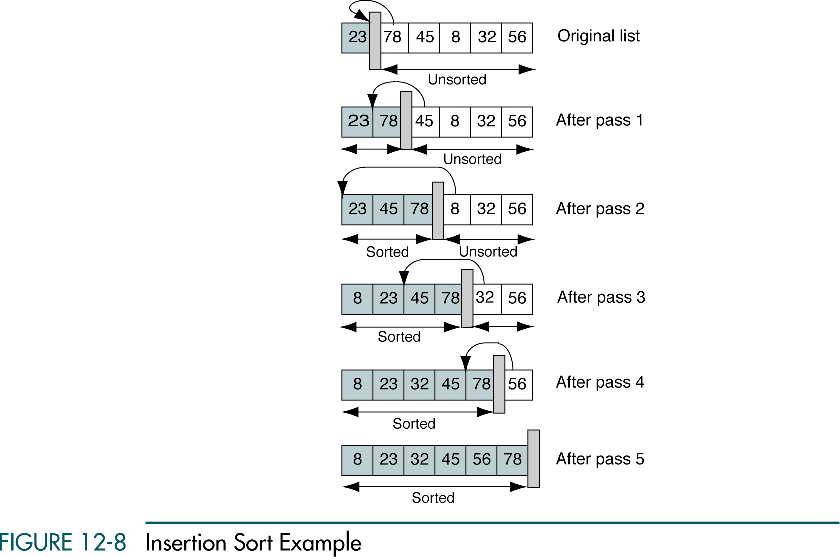 23 78 45 8 32 56 Original list
Unsorted
23 78 45 8 32 56 After pass 1
Unsorted
23 45 78 8 32 56 After pass 2
Sorted Unsorted
8 23 45 78 32 56 After pass 3
Sorted
8 23 32 45 78 56 After pass 4
Sorted
8 23 32 45 56 78 After pass 5
Sorted
FIGURE 12-8 Insertion Sort Example